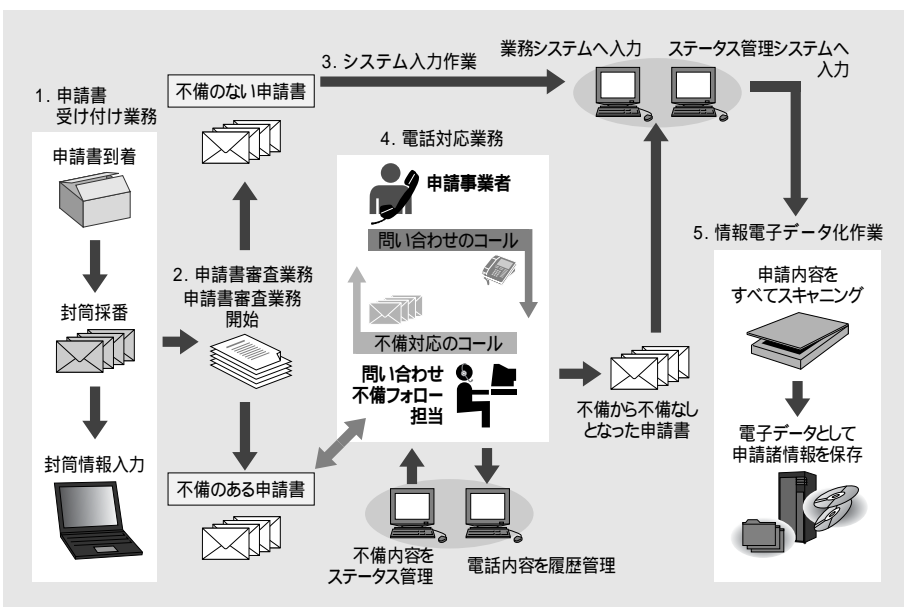 1. 申請書
受け付け業務
申請書到着
封筒採番
封筒情報入力
不備のない申請書
2. 申請書審査業務
申請書審査業務
開始
不備のある申請書
3. システム入力作業
業務システムへ入力
ステータス管理システムへ
入力
4. 電話対応業務
申請事業者
問い合わせのコール
不備対応のコール
問い合わせ
不備フォロー
担当
不備内容を
ステータス管理
電話内容を履歴管理
不備から不備なし
となった申請書
5. 情報電子データ化作業
申請内容を
すべてスキャニング
電子データとして
申請諸情報を保存